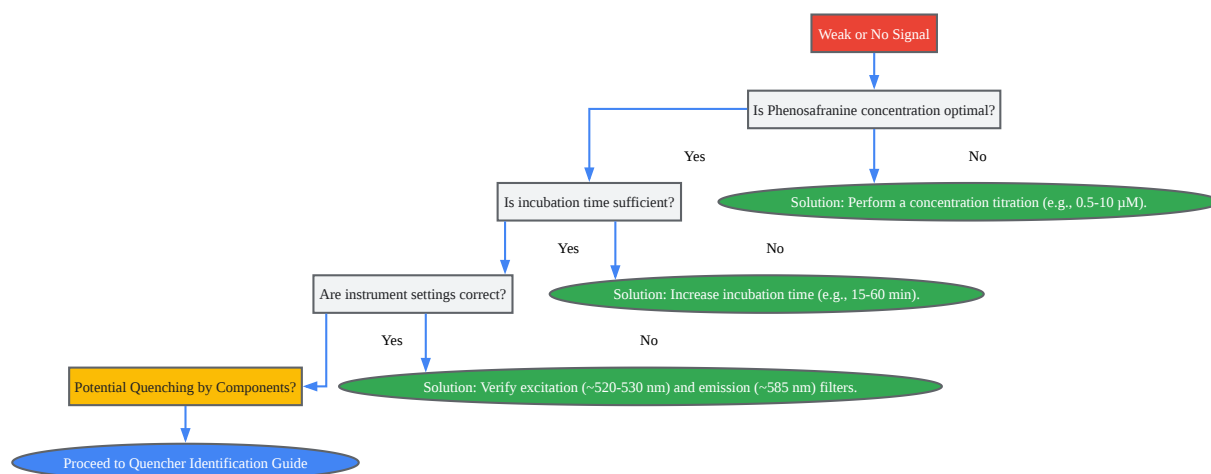 Weak or No Signal
Is Phenosafranine concentration optimal?
Yes
No
Is incubation time sufficient?
Solution: Perform a concentration titration (e.g., 0.5-10 µM).
Yes
No
Are instrument settings correct?
Solution: Increase incubation time (e.g., 15-60 min).
Yes
No
Potential Quenching by Components?
Solution: Verify excitation (~520-530 nm) and emission (~585 nm) filters.
Proceed to Quencher Identification Guide